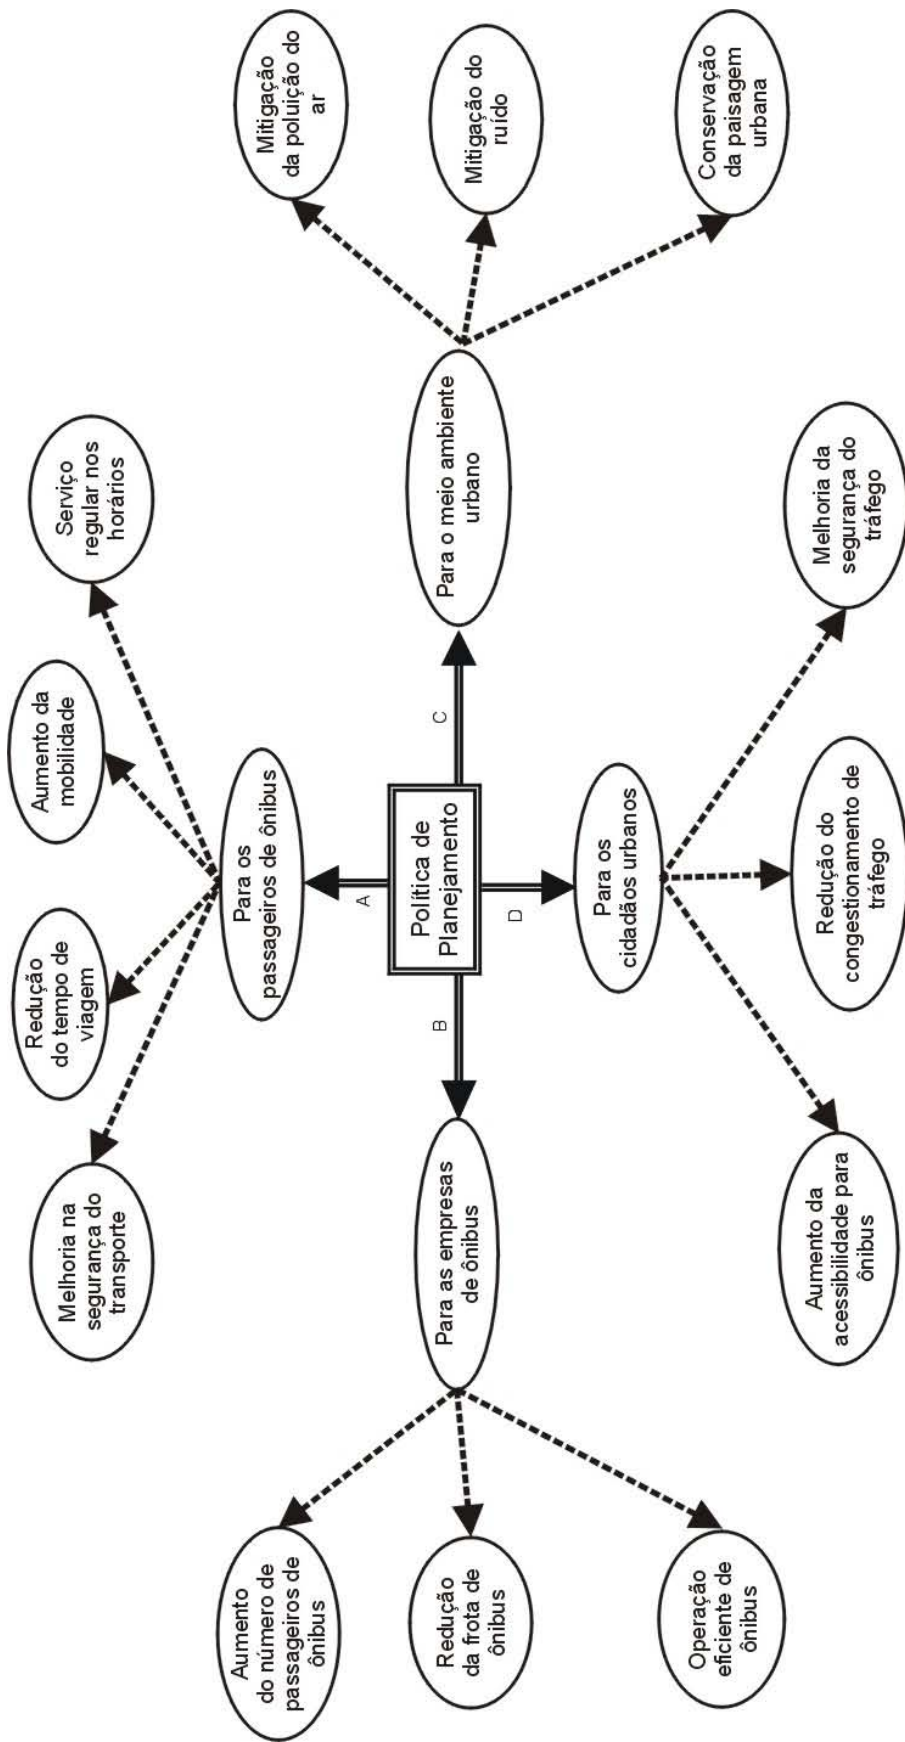 Melhoria na
segurança do
transporte
Redução
do tempo de
viagem
Aumento da
mobilidade
Serviço
regular nos
horários
Para os
passageiros de ônibus
A
Aumento
do número de
passageiros de
ônibus
Redução
da frota de
ônibus
Operação
eficiente de
ônibus
Para as empresas
de ônibus
B
Política de
Planejamento
C
Para o meio ambiente
urbano
Mitigação
da poluição do
ar
Mitigação do
ruído
Conservação
da paisagem
urbana
D
Para os
cidadãos urbanos
Aumento da
acessibilidade para
ônibus
Redução do
congestionamento de
tráfego
Melhoria da
segurança do
tráfego